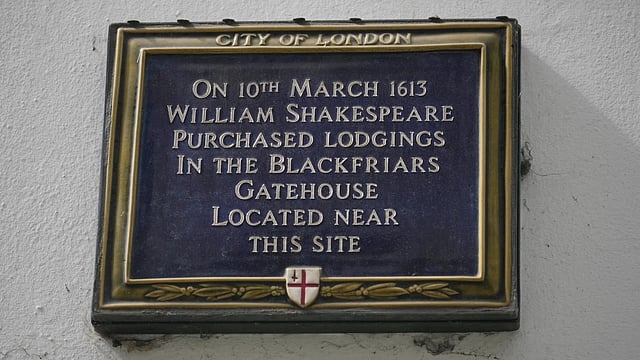 CITY OF LONDON
ON 10TH MARCH 1613
WILLIAM SHAKESPEARE
PURCHASED LODGINGS
IN THE BLACKFRIARS
GATEHOUSE
LOCATED NEAR
THIS SITE